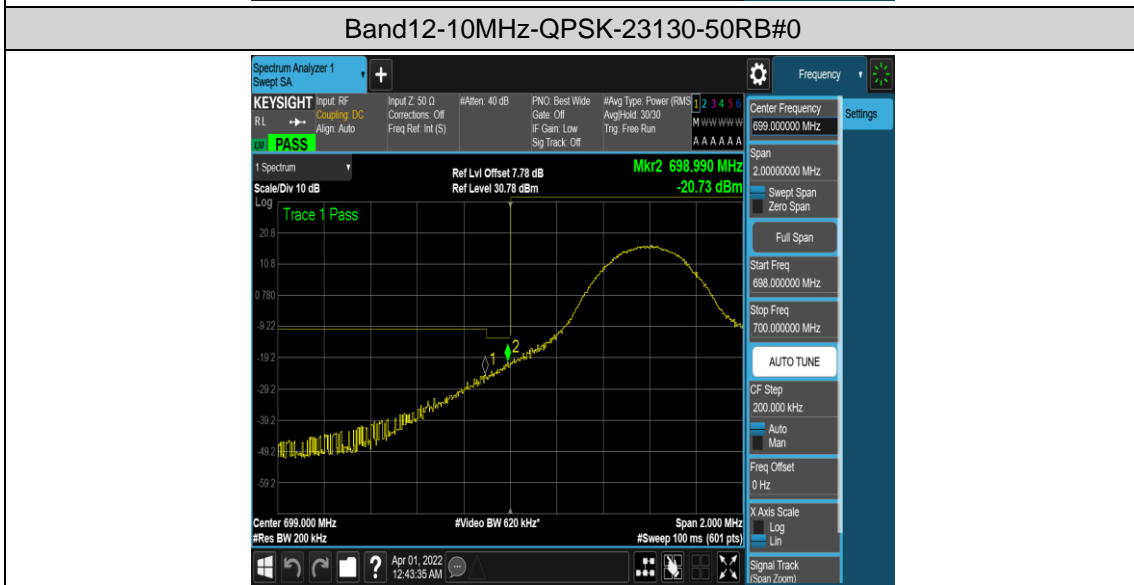 Band12-10MHz-QPSK-23130-50RB#0
Spectrum Analyzer 1
Swept SA
+
Frequency
KEYSIGHT
Input: RF
Input Z: 50 Ω
#Atten: 40 dB
PNO: Best Wide
#Avg Type: Power (RMS
1 2 3 4 5 6
RL
Coupling: DC
Corrections: Off
Gate: Off
Avg|Hold: 30/30
M W W W W W
Align: Auto
Freq Ref: Int (S)
IF Gain: Low
Trig: Free Run
PASS
Sig Track: Off
A A A A A A
Center Frequency
699.000000 MHz
Settings
Span
2.00000000 MHz
Swept Span
Zero Span
Full Span
Start Freq
698.000000 MHz
Stop Freq
700.000000 MHz
AUTO TUNE
CF Step
200.000 kHz
Auto
Man
Freq Offset
0 Hz
X Axis Scale
Log
Lin
Signal Track
(Span Zoom)
1 Spectrum
Ref Lvl Offset 7.78 dB
Mkr2 698.990 MHz
Scale/Div 10 dB
Ref Level 30.78 dBm
-20.73 dBm
Log
Trace 1 Pass
20.8
10.8
0.780
-9.22
-19.2
-29.2
-39.2
-49.2
-59.2
1
2
Center 699.000 MHz
#Video BW 620 kHz*
Span 2.000 MHz
#Res BW 200 kHz
#Sweep 100 ms (601 pts)
?
Apr 01, 2022
12:43:35 AM